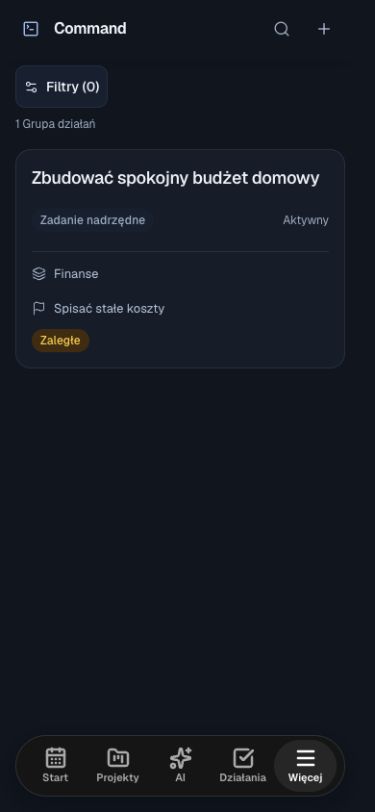 Command
Filtry (0)
1 Grupa działań
Zbudować spokojny budżet domowy
Zadanie nadrzędne Aktywny
Finanse
Spisać stałe koszty
Zaległe
Start Projekty AI Działania Więcej